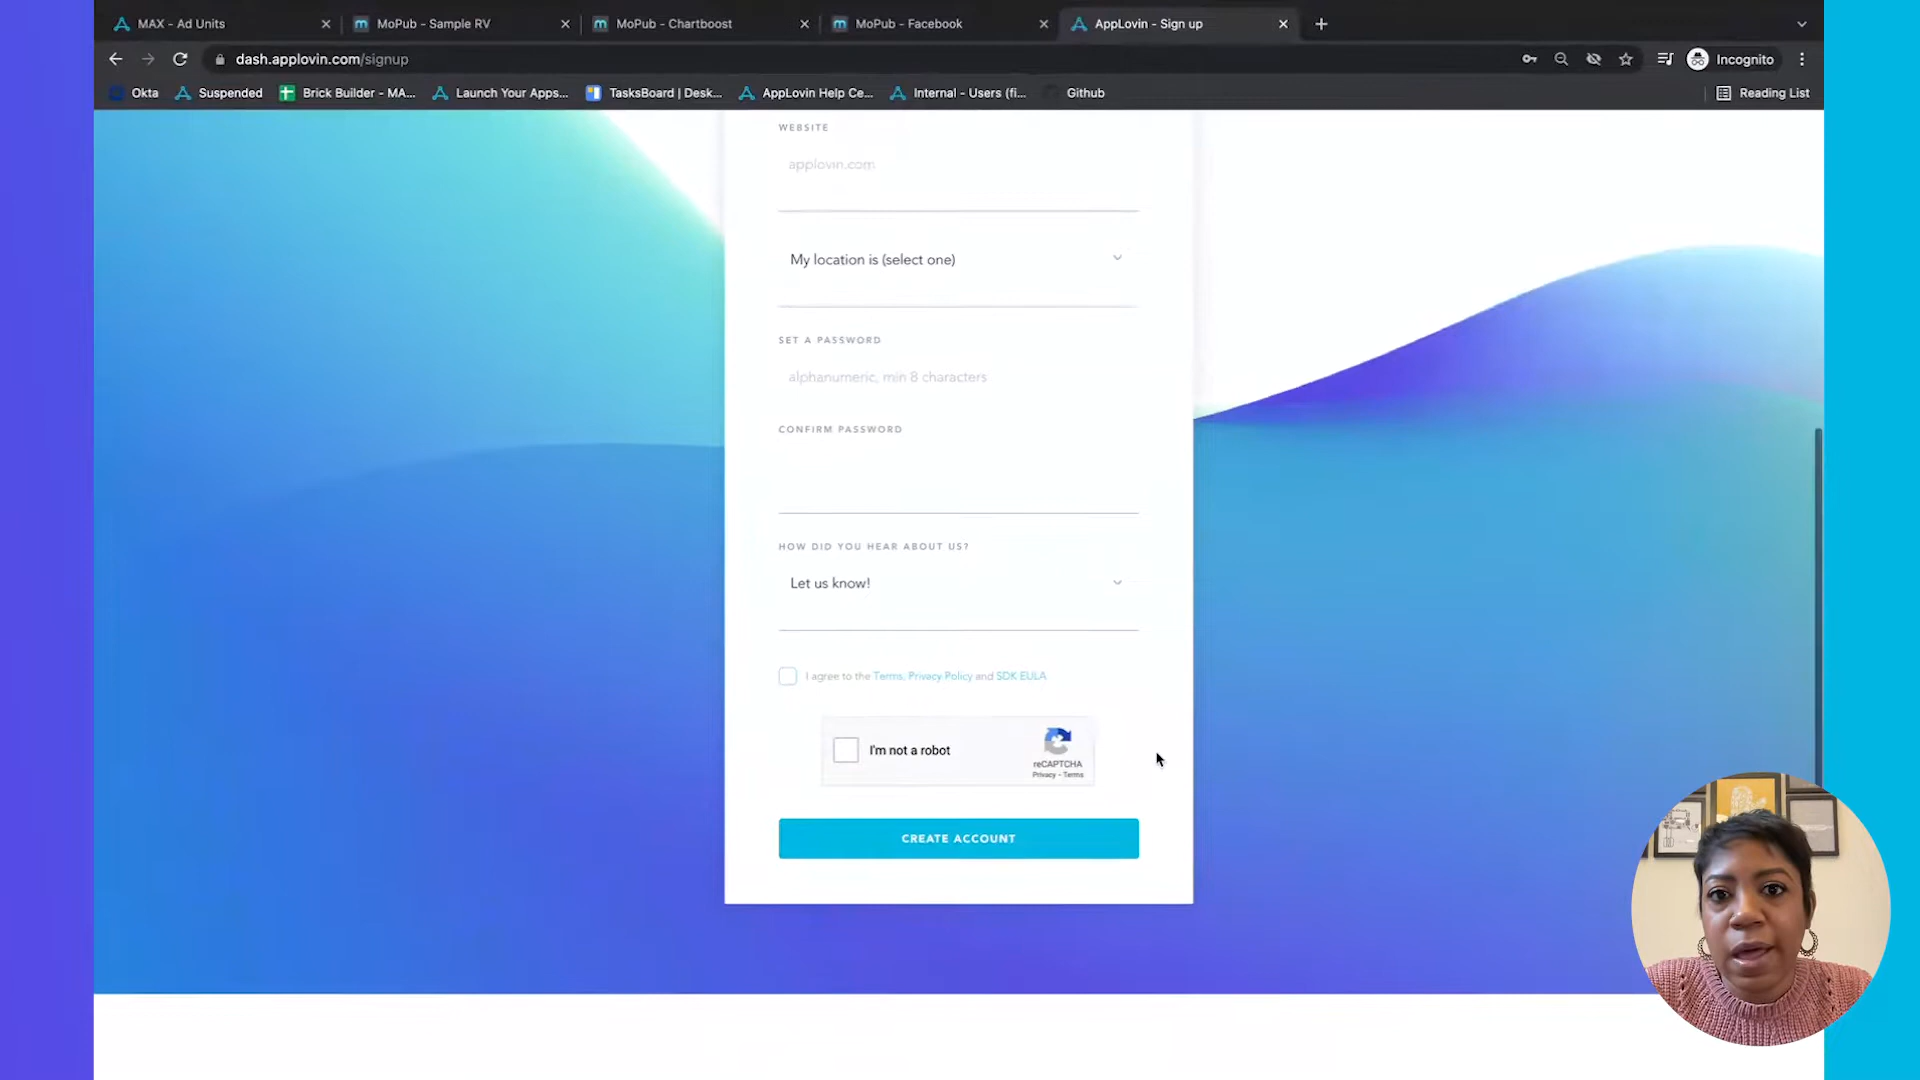 MAX - Ad Units
MoPub - Sample RV
MoPub - Chartboost
MoPub - Facebook
AppLovin - Sign up
dash.applovin.com/signup
Incognito
Okta
Suspended
Brick Builder - MA...
Launch Your Apps...
TasksBoard | Desk...
AppLovin Help Ce...
Internal - Users (fi...
Github
Reading List
WEBSITE
applovin.com
My location is (select one)
SET A PASSWORD
alphanumeric, min 8 characters
CONFIRM PASSWORD
HOW DID YOU HEAR ABOUT US?
Let us know!
I agree to the Terms, Privacy Policy and SDK EULA
I'm not a robot
reCAPTCHA
Privacy - Terms
CREATE ACCOUNT